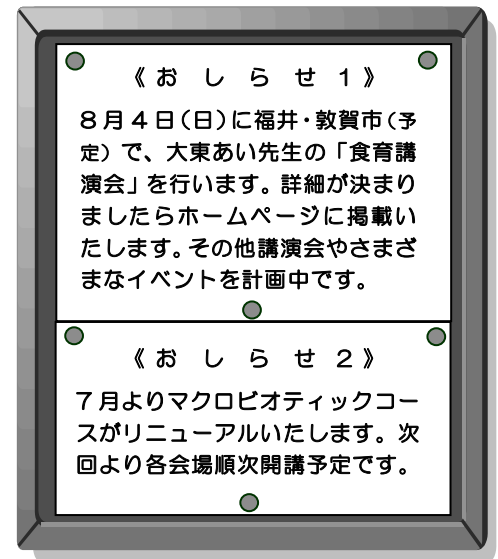 《お し ら せ 1》
8月4日(日)に福井・敦賀市(予
定)で、大東あい先生の「食育講
演会」を行います。詳細が決まり
ましたらホームページに掲載い
たします。その他講演会やさまざ
まなイベントを計画中です。
《お し ら せ 2》
7月よりマクロビオティックコー
スがリニューアルいたします。次
回より各会場順次開講予定です。